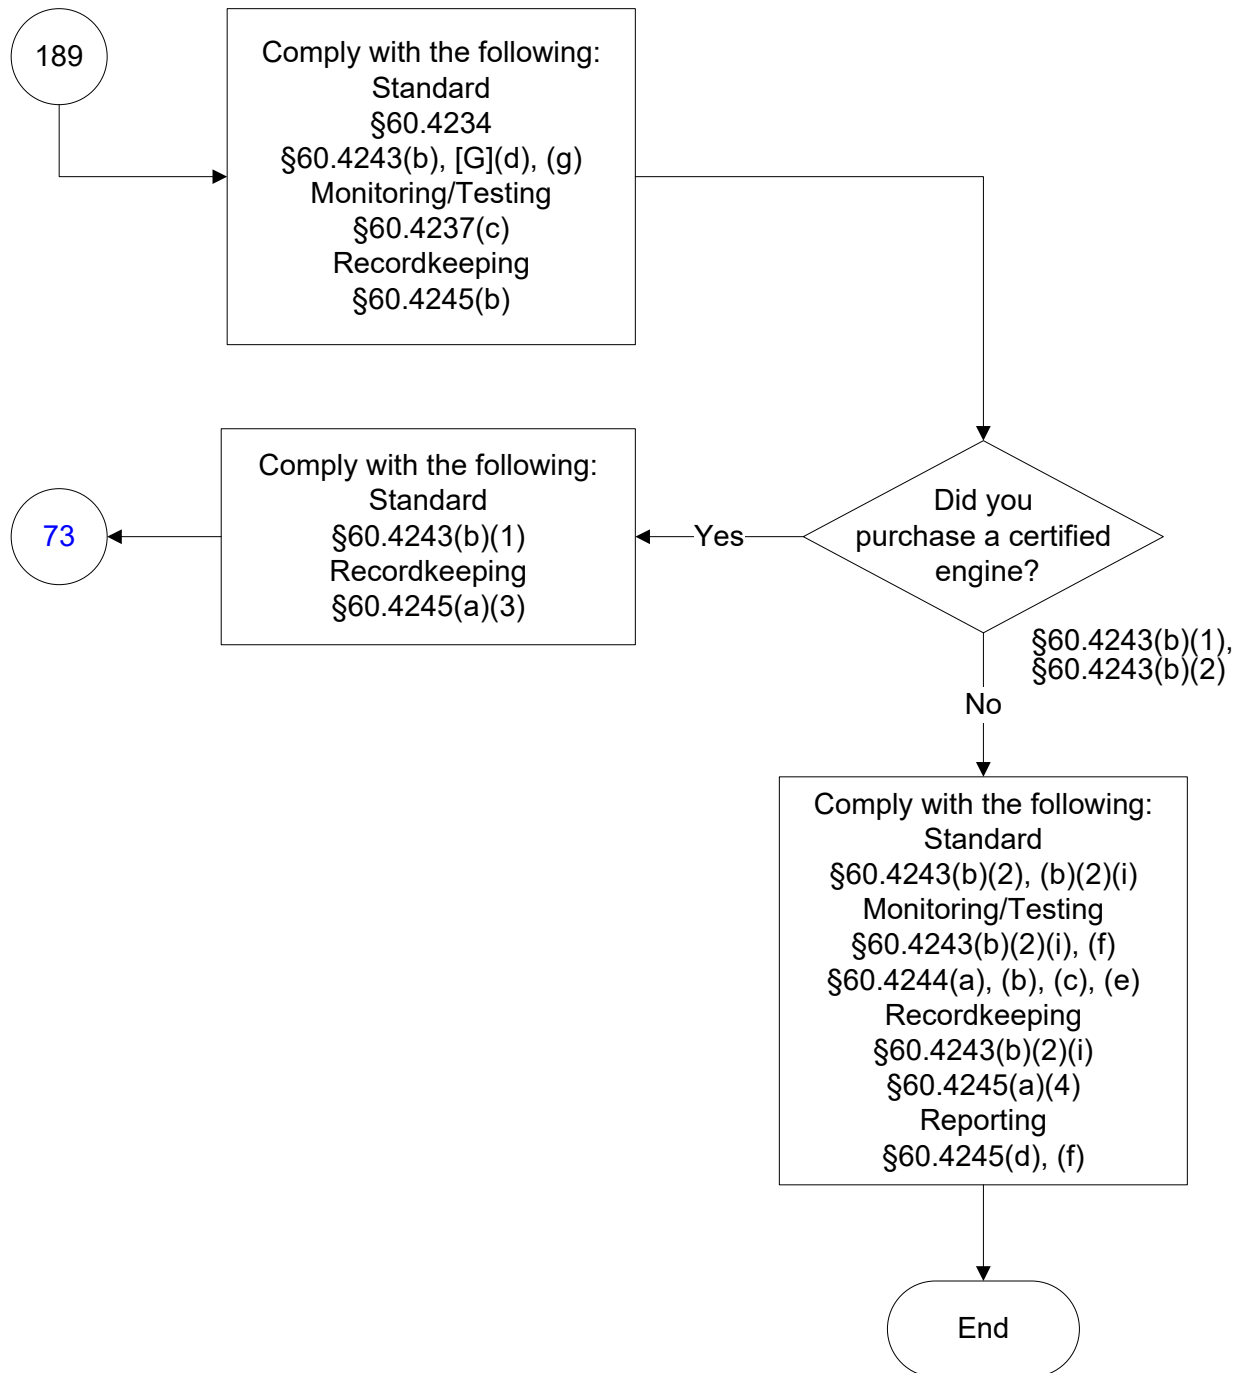 189
Comply with the following:
Standard
§60.4234
§60.4243(b), [G](d), (g)
Monitoring/Testing
§60.4237(c)
Recordkeeping
§60.4245(b)
Did you
purchase a certified
engine?
§60.4243(b)(1),
§60.4243(b)(2)
Yes
Comply with the following:
Standard
§60.4243(b)(1)
Recordkeeping
§60.4245(a)(3)
73
No
Comply with the following:
Standard
§60.4243(b)(2), (b)(2)(i)
Monitoring/Testing
§60.4243(b)(2)(i), (f)
§60.4244(a), (b), (c), (e)
Recordkeeping
§60.4243(b)(2)(i)
§60.4245(a)(4)
Reporting
§60.4245(d), (f)
End